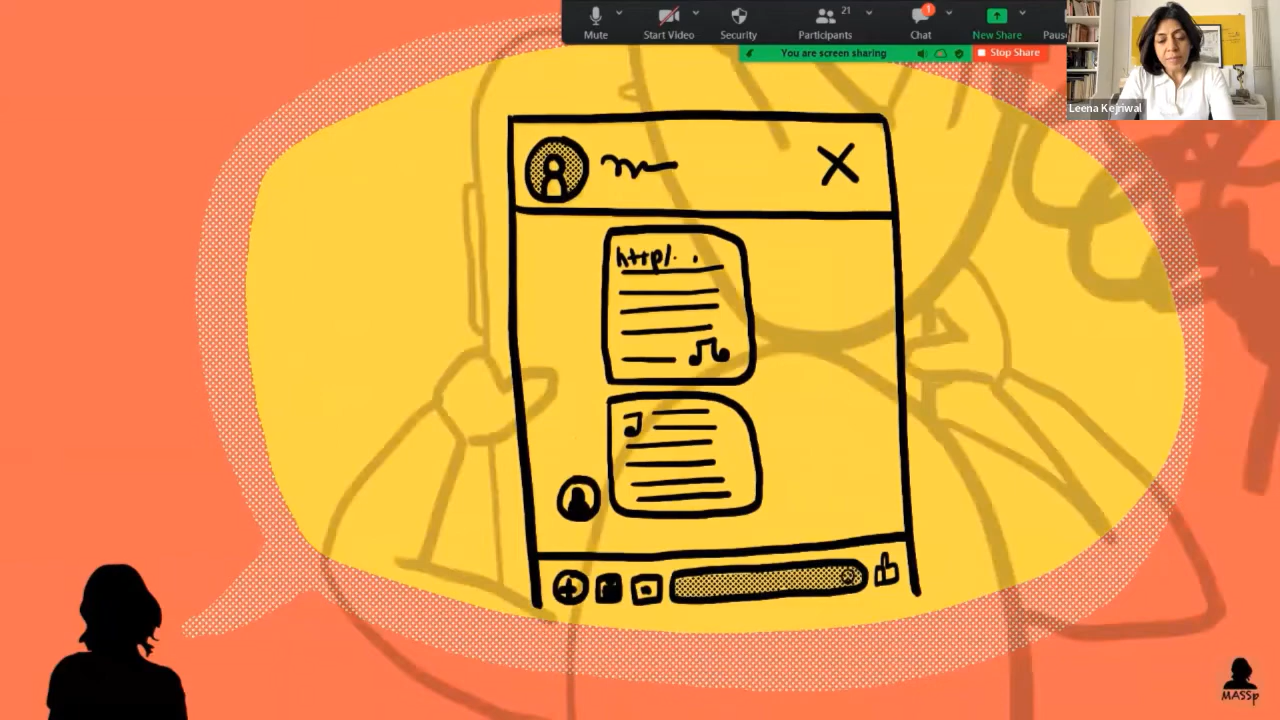 21
1
Mute
Start Video
Security
Participants
Chat
New Share
Paus
You are screen sharing
Stop Share
Leena Kejriwal
http/. .
MASSp